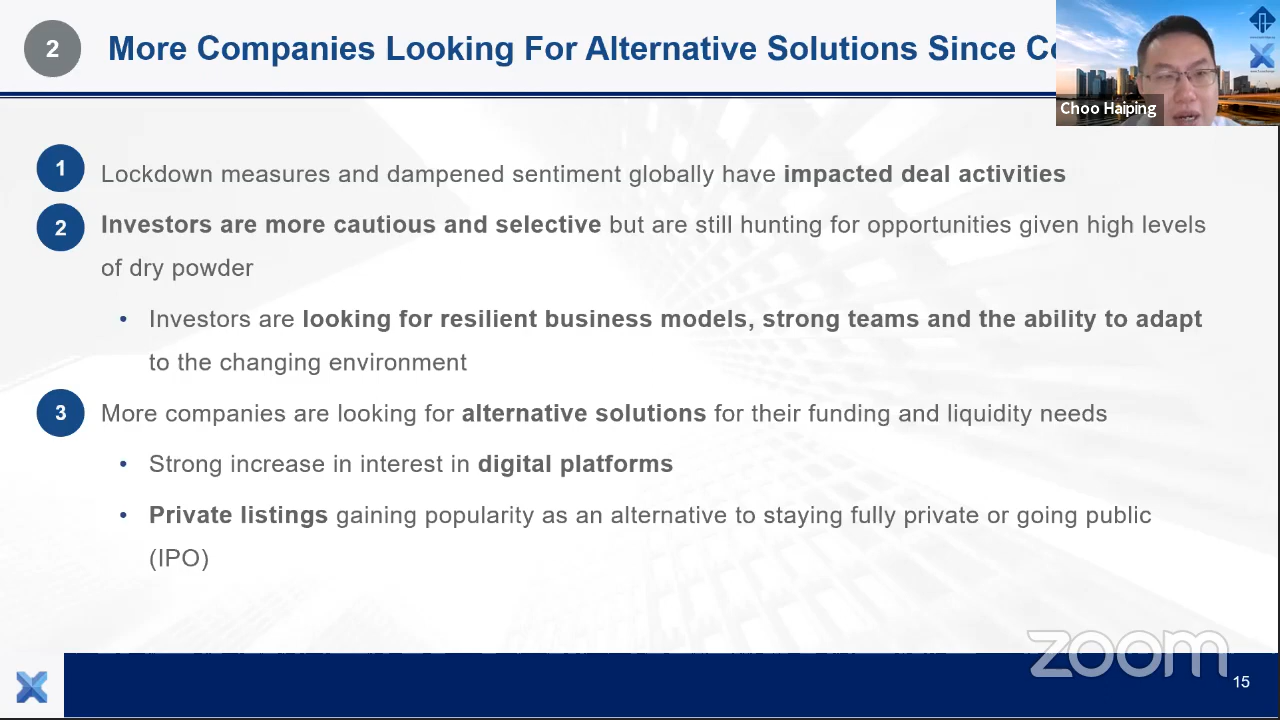 2
More Companies Looking For Alternative Solutions Since Co
Choo Haiping
1
Lockdown measures and dampened sentiment globally have impacted deal activities
2
Investors are more cautious and selective but are still hunting for opportunities given high levels
of dry powder
• Investors are looking for resilient business models, strong teams and the ability to adapt
to the changing environment
3
More companies are looking for alternative solutions for their funding and liquidity needs
• Strong increase in interest in digital platforms
• Private listings gaining popularity as an alternative to staying fully private or going public
(IPO)
zoom
15